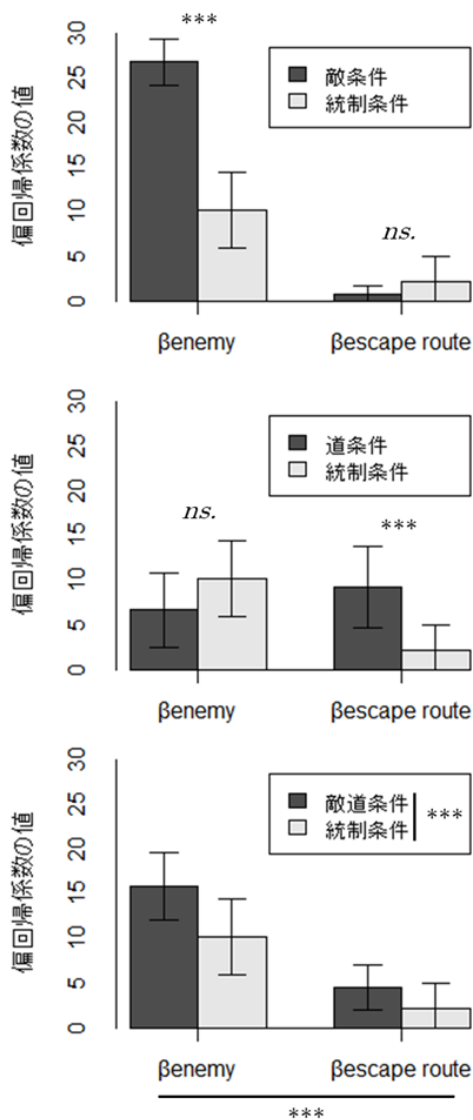 ***
30
25
20
15
10
5
0
偏回帰係数の値
敵条件
統制条件
ns.
βenemy
βescape route
30
25
20
15
10
5
0
偏回帰係数の値
道条件
統制条件
ns.
***
βenemy
βescape route
30
25
20
15
10
5
0
偏回帰係数の値
敵道条件
統制条件
***
βenemy
βescape route
***